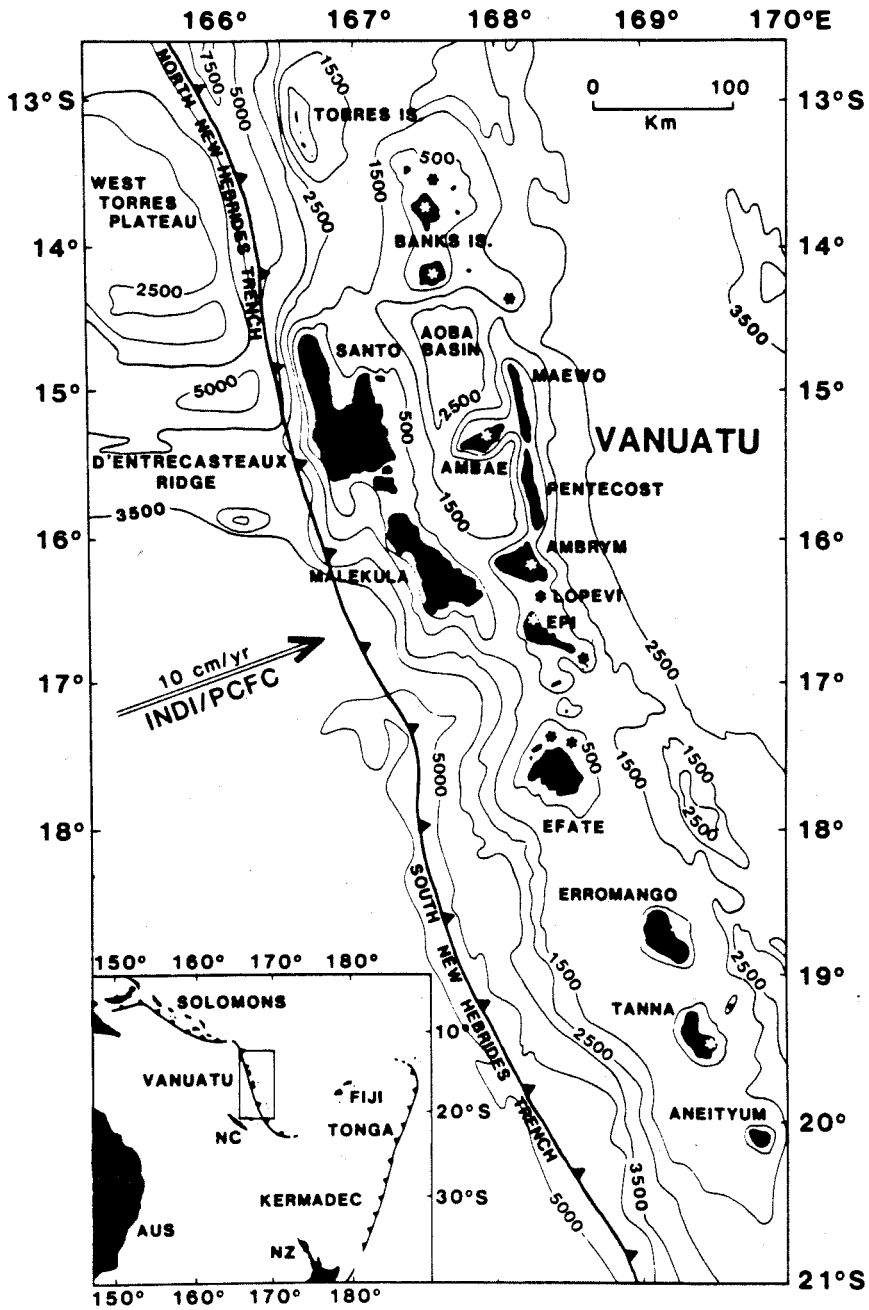 166° 167° 168° 169° 170°E
13°S
14°
15°
16°
17°
18°
13°S
14°
15°
16°
17°
18°
19°
20°
21°S
0 100
Km
NORTH NEW HEBRIDES TRENCH
7500
5000
1500
TORRES IS.
2500
1500
500
WEST
TORRES
PLATEAU
BANKS IS.
2500
3500
SANTO
AOBA
BASIN
MAEWO
5000
500
2500
VANUATU
AMBAE
D'ENTRECASTEAUX
RIDGE
PENTECOST
1500
3500
AMBRYM
MALEKULA
LOPEVI
EPI
2500
10 cm/yr
INDI/PCFC
5000
500
1500
1500
2500
EFATE
SOUTH NEW HEBRIDES TRENCH
ERROMANGO
1500
2500
2500
TANNA
ANEITYUM
3500
5000
150° 160° 170° 180°
SOLOMONS
10°
VANUATU
FIJI
20°S
NC
TONGA
KERMADEC
30°S
AUS
NZ
150° 160° 170° 180°